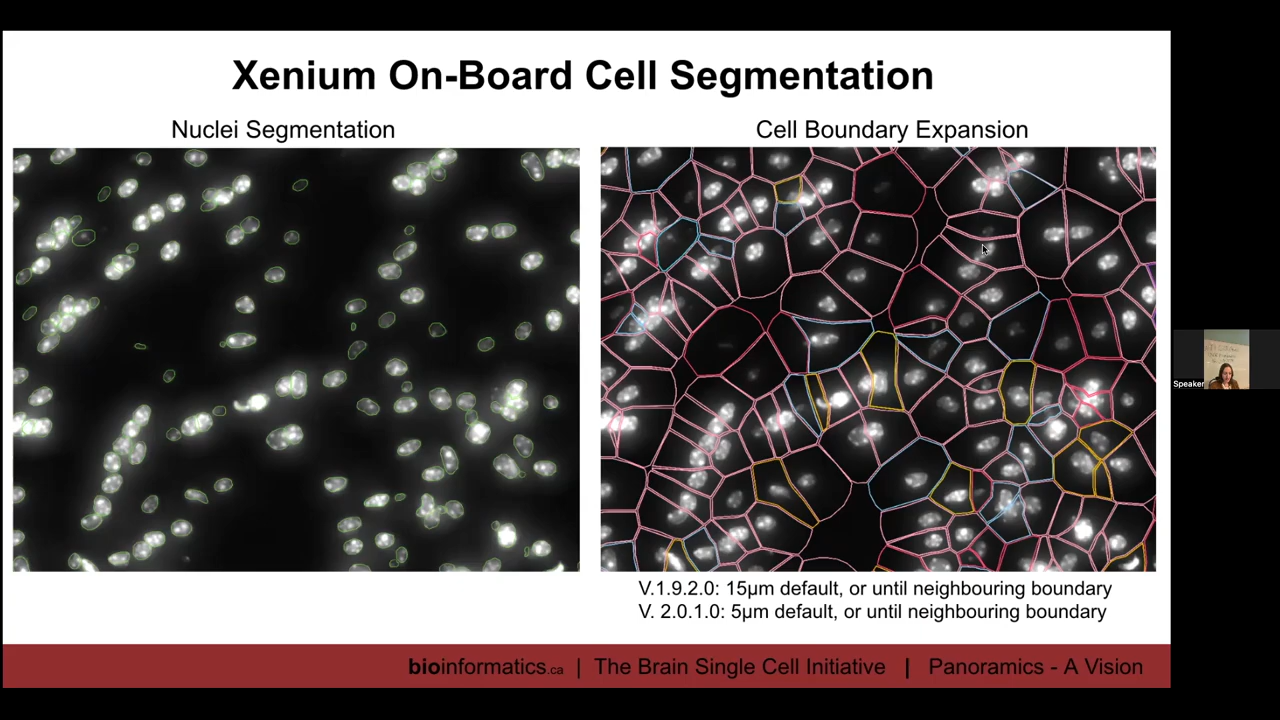 Xenium On-Board Cell Segmentation
Nuclei Segmentation
Cell Boundary Expansion
V.1.9.2.0: 15µm default, or until neighbouring boundary
V. 2.0.1.0: 5µm default, or until neighbouring boundary
bioinformatics.ca | The Brain Single Cell Initiative | Panoramics - A Vision
Speaker